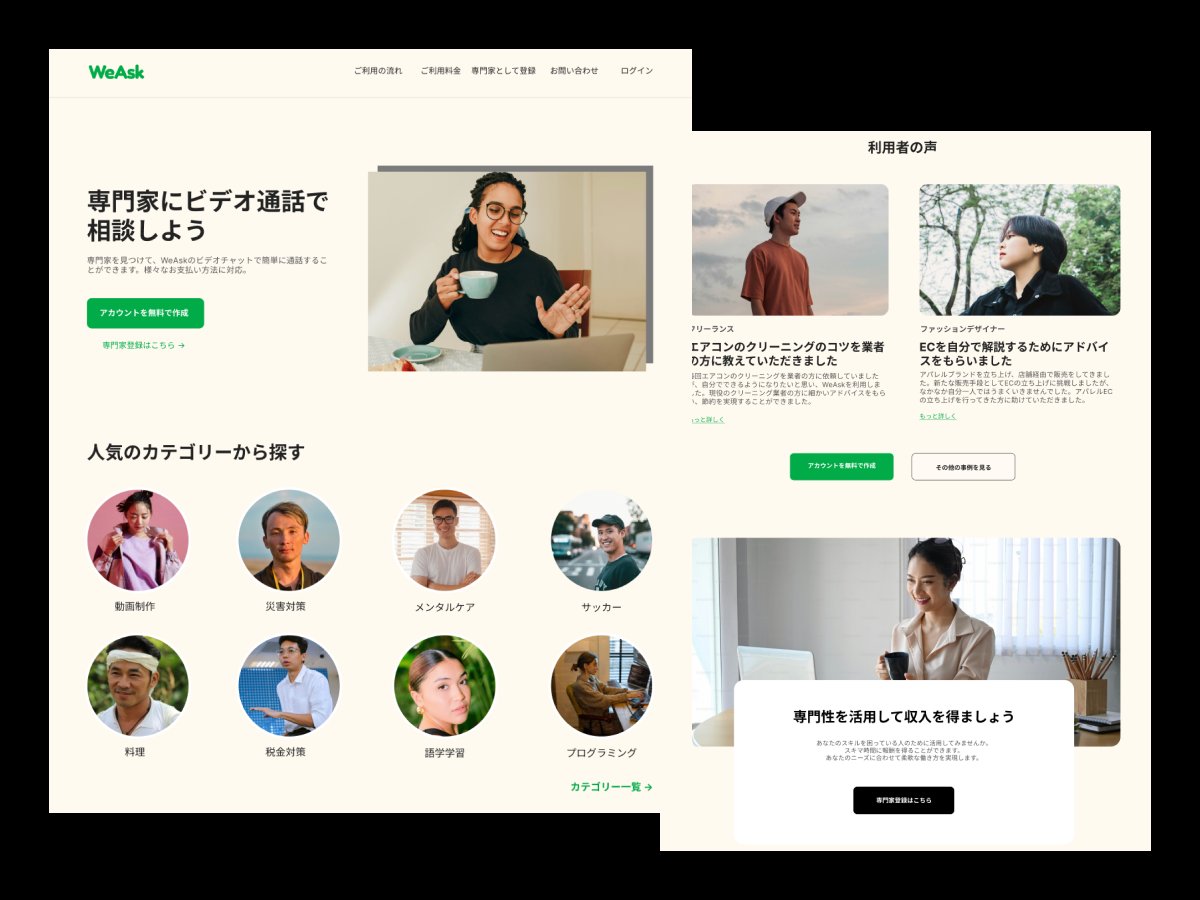 WeAsk
ご利用の流れ
ご利用料金
専門家として登録
お問い合わせ
ログイン
専門家にビデオ通話で
相談しよう
専門家を見つけて、WeAskのビデオチャットで簡単に通話するこ
とができます。様々なお支払い方法に対応。
アカウントを無料で作成
専門家登録はこちら →
人気のカテゴリーから探す
動画制作
災害対策
メンタルケア
サッカー
料理
税金対策
語学学習
プログラミング
カテゴリー一覧 →
利用者の声
フリーランス
エアコンのクリーニングのコツを業者
の方に教えていただきました
回エアコンのクリーニングを業者の方に依頼していました
、自分でできるようになりたいと思い、WeAskを利用しま
た。現役のクリーニング業者の方に細かいアドバイスをもら
、節約を実現することができました。
もっと詳しく
ファッションデザイナー
ECを自分で解説するためにアドバイ
スをもらいました
アパレルブランドを立ち上げ、店舗経由で販売をしてきまし
た。新たな販売手段としてECの立ち上げに挑戦しましたが、
なかなか自分一人ではうまくいきませんでした。アパレルEC
の立ち上げを行ってきた方に助けていただきました。
もっと詳しく
アカウントを無料で作成
その他の事例を見る
専門性を活用して収入を得ましょう
あなたのスキルを困っている人のために活用してみませんか。
スキマ時間に報酬を得ることができます。
あなたのニーズに合わせて柔軟な働き方を実現します。
専門家登録はこちら